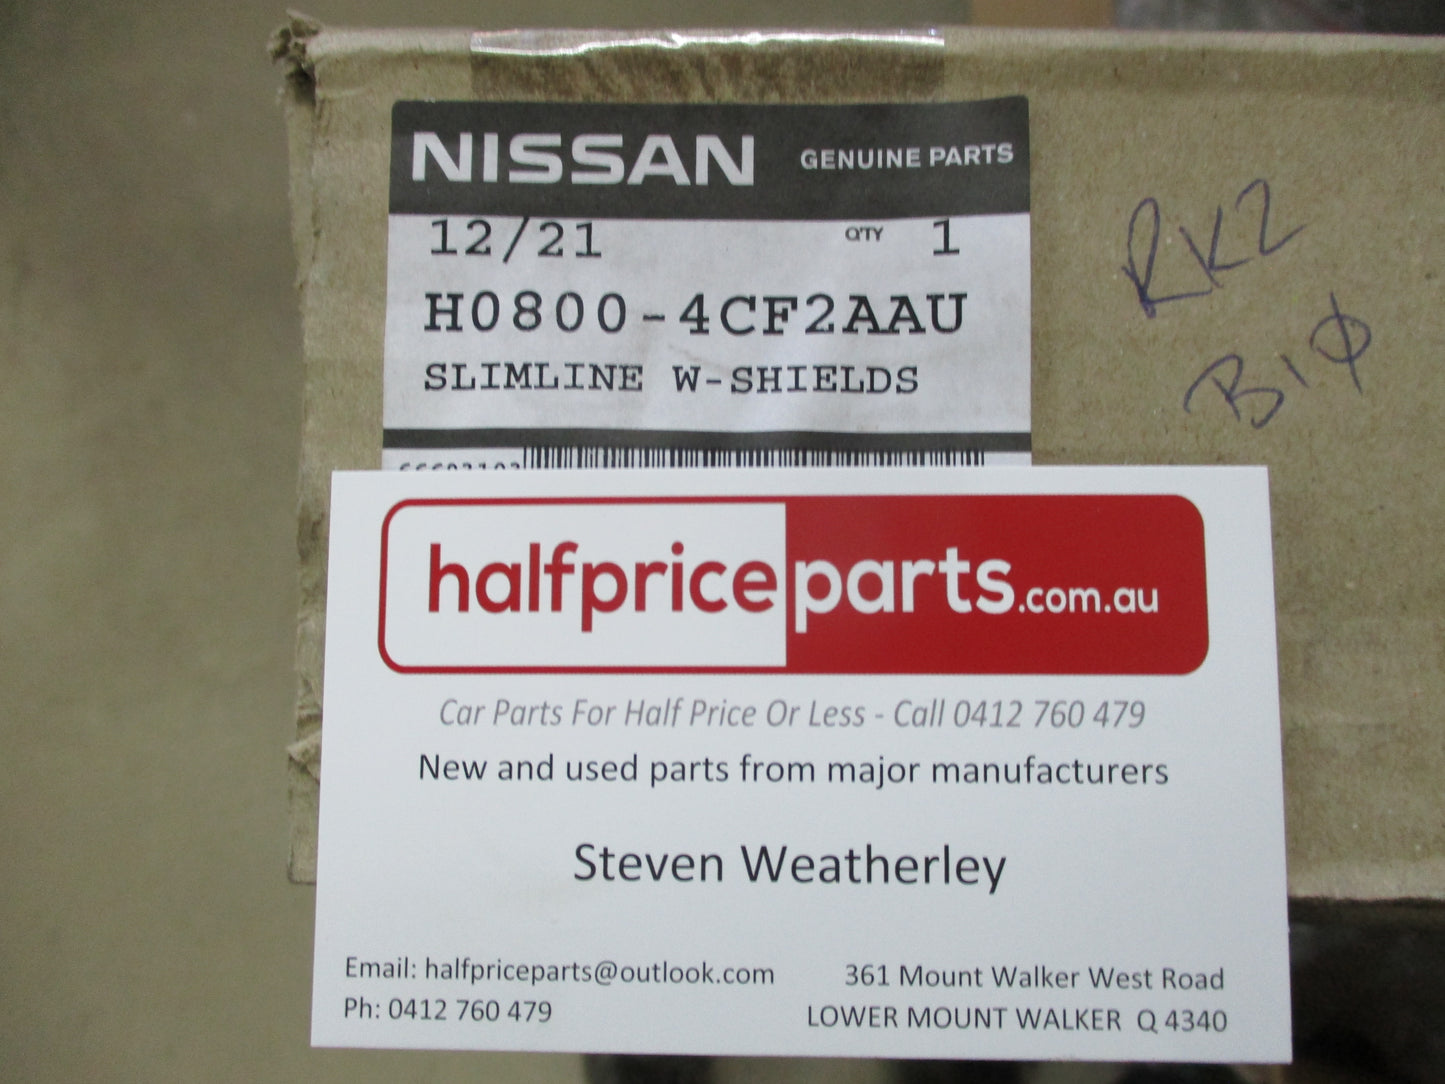 NISSAN GENUINE PARTS
12/21 QTY 1
H0800-4CF2AAU
SLIMLINE W-SHIELDS
RK2
B1Ø
halfpriceparts.com.au
Car Parts For Half Price Or Less - Call 0412 760 479
New and used parts from major manufacturers
Steven Weatherley
Email: halfpriceparts@outlook.com 361 Mount Walker West Road
Ph: 0412 760 479 LOWER MOUNT WALKER Q 4340